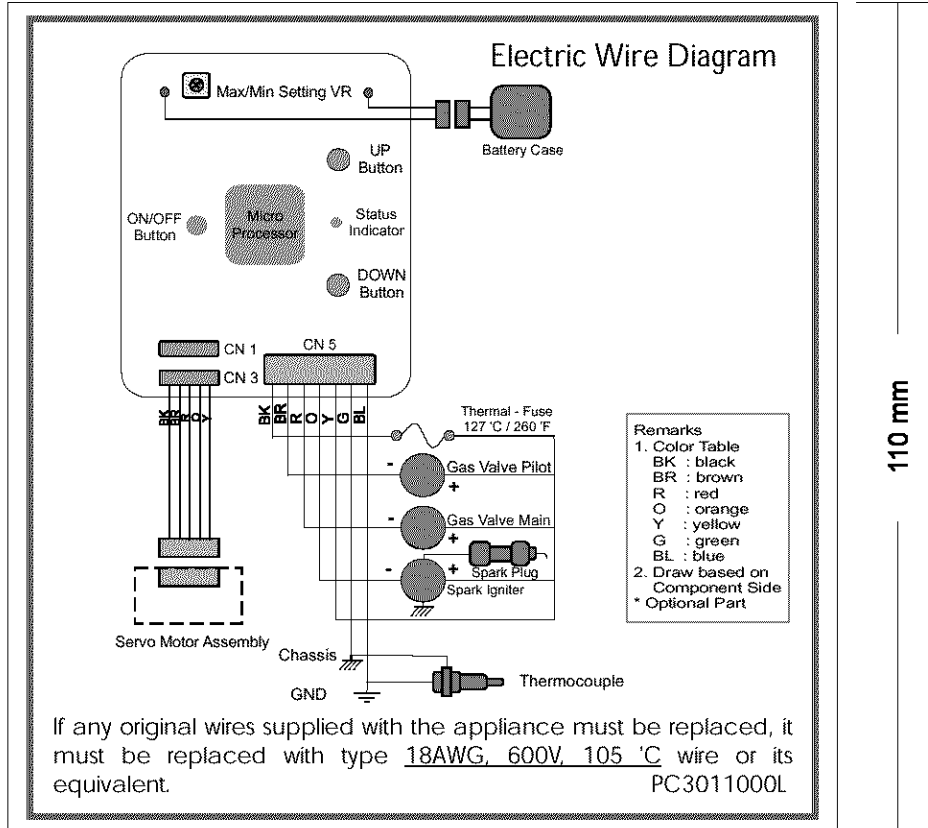 Electric Wire Diagram
Max/Min Setting VR
Battery Case
UP
Button
ON/OFF
Button
Micro
Processor
Status
Indicator
DOWN
Button
CN 1
CN 5
CN 3
BK BR R O Y
BK BR R O Y G BL
Thermal - Fuse
127 'C / 260 'F
- Gas Valve Pilot
+
- Gas Valve Main
+
- + Spark Plug
Spark Igniter
Servo Motor Assembly
Chassis
GND
Thermocouple
Remarks
1. Color Table
BK : black
BR : brown
R : red
O : orange
Y : yellow
G : green
BL : blue
2. Draw based on
Component Side
* Optional Part
If any original wires supplied with the appliance must be replaced, it
must be replaced with type 18AWG, 600V, 105 'C wire or its
equivalent. PC3011000L
110 mm